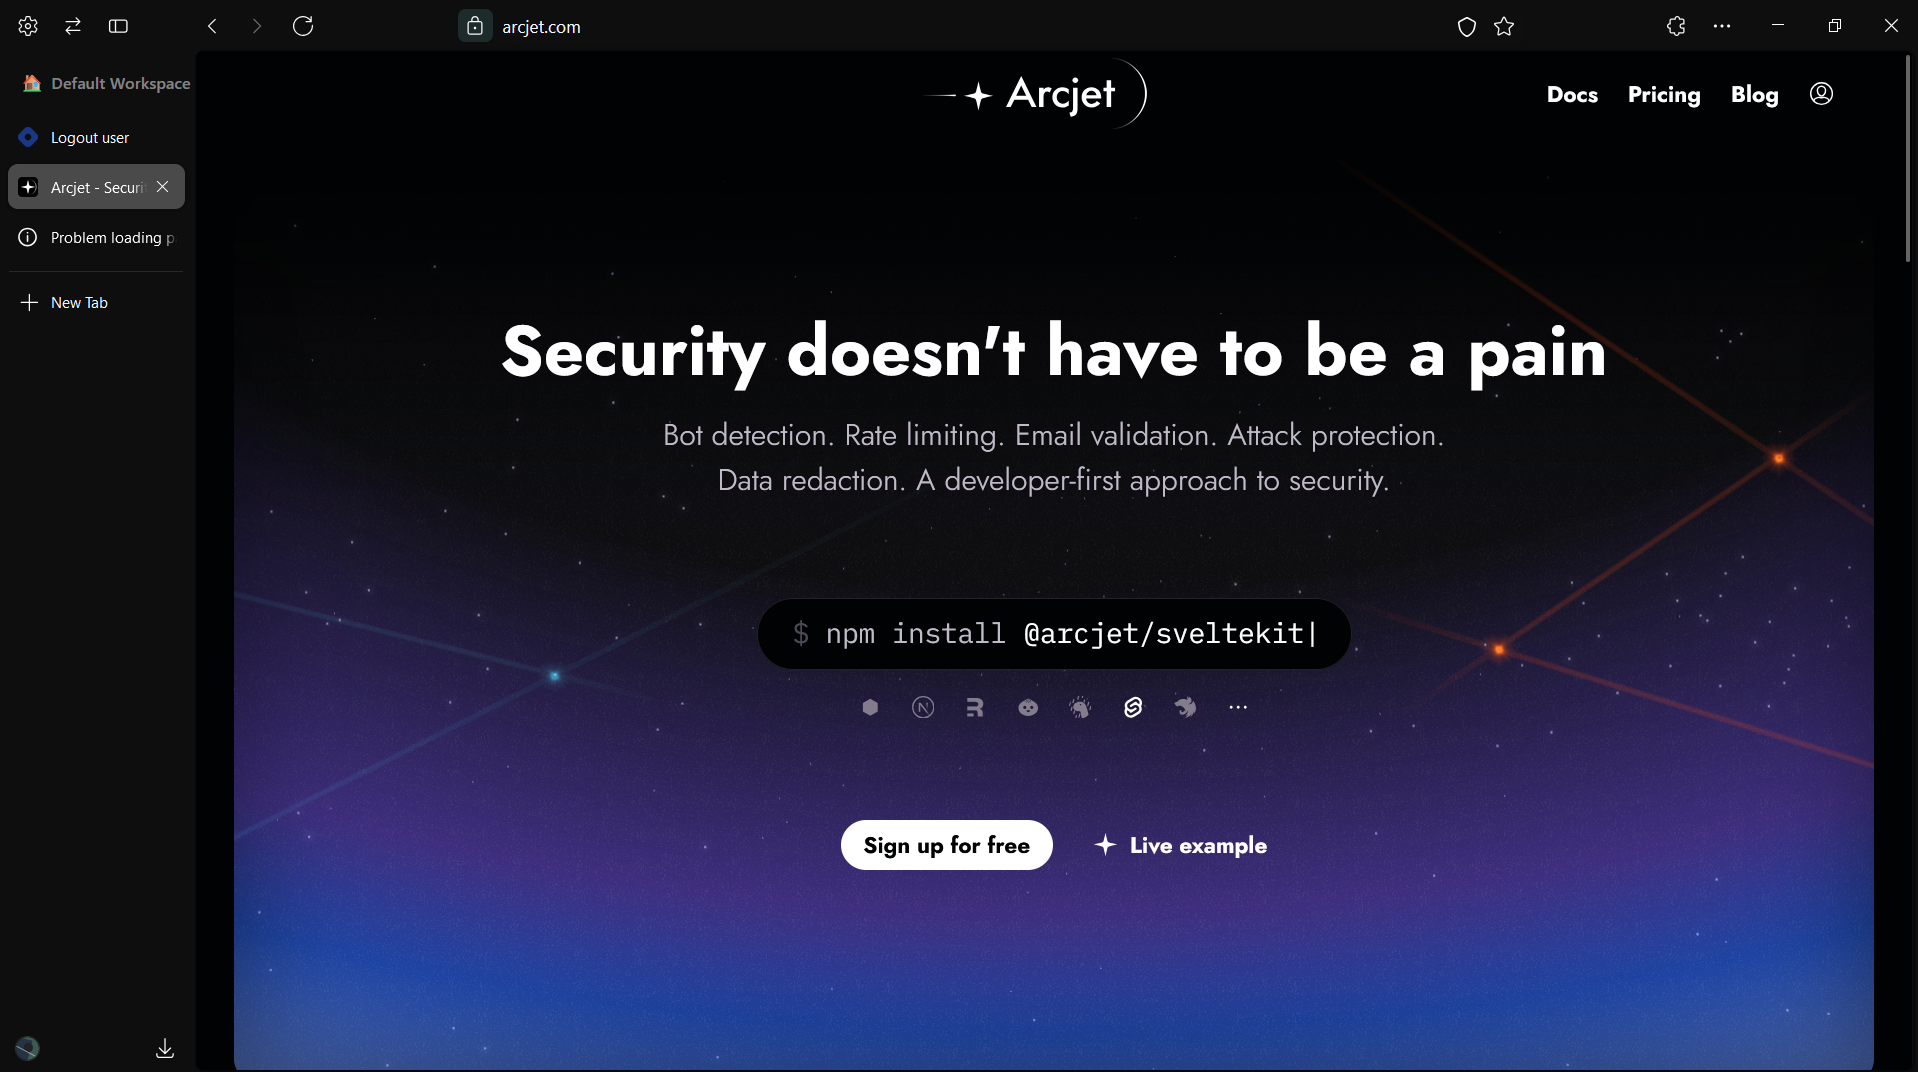 arcjet.com
Default Workspace
Logout user
Arcjet - Securi
Problem loading p
New Tab
Arcjet
Docs
Pricing
Blog
Security doesn't have to be a pain
Bot detection. Rate limiting. Email validation. Attack protection.
Data redaction. A developer-first approach to security.
$ npm install @arcjet/sveltekit|
Sign up for free
Live example